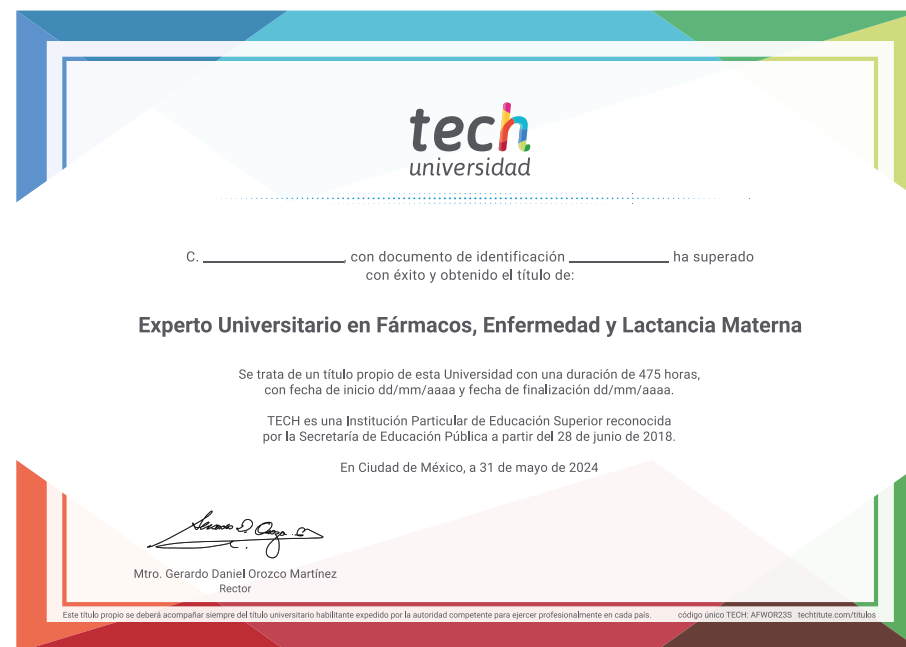 tech
universidad
C. ____________________, con documento de identificación ______________ ha superado
con éxito y obtenido el título de:
Experto Universitario en Fármacos, Enfermedad y Lactancia Materna
Se trata de un título propio de esta Universidad con una duración de 475 horas,
con fecha de inicio dd/mm/aaaa y fecha de finalización dd/mm/aaaa.
TECH es una Institución Particular de Educación Superior reconocida
por la Secretaría de Educación Pública a partir del 28 de junio de 2018.
En Ciudad de México, a 31 de mayo de 2024
Mtro. Gerardo Daniel Orozco Martínez
Rector
Este título propio se deberá acompañar siempre del título universitario habilitante expedido por la autoridad competente para ejercer profesionalmente en cada país. código único TECH: AFWOR23S techtitute.com/titulos